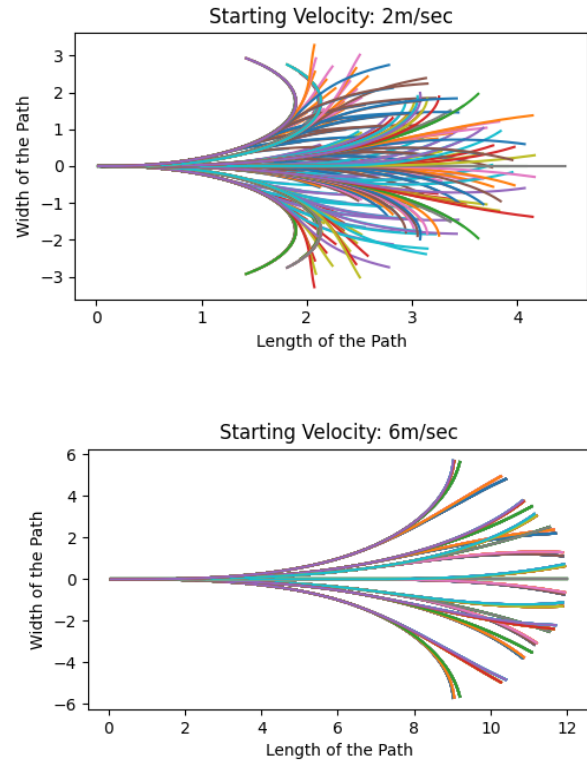 Starting Velocity: 2m/sec
3
2
1
0
−1
−2
−3
Width of the Path
0 1 2 3 4
Length of the Path
Starting Velocity: 6m/sec
6
4
2
0
−2
−4
−6
Width of the Path
0 2 4 6 8 10 12
Length of the Path